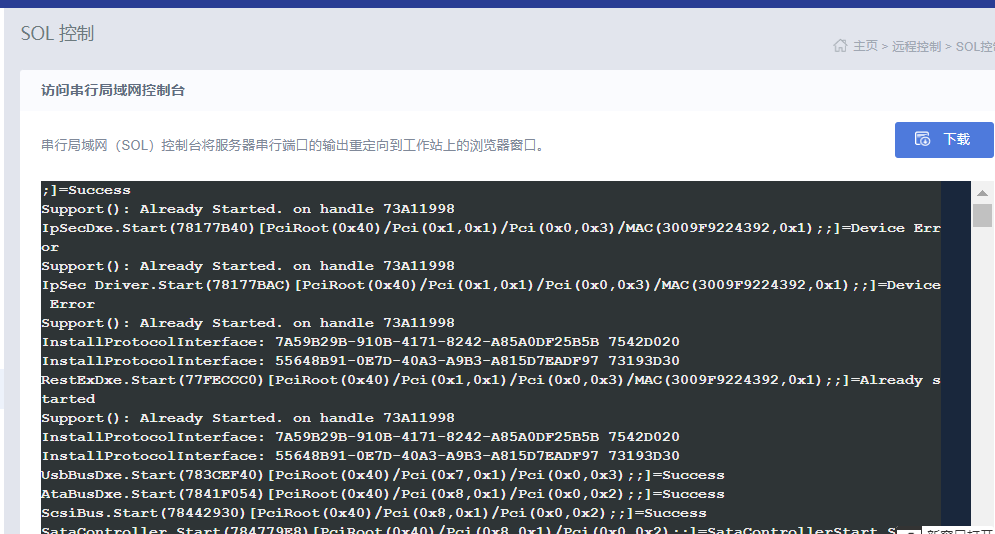 SOL 控制
主页 > 远程控制 > SOL控
访问串行局域网控制台
串行局域网（SOL）控制台将服务器串行端口的输出重定向到工作站上的浏览器窗口。
下载
;]=Success
Support(): Already Started. on handle 73A11998
IpSecDxe.Start(78177B40)[PciRoot(0x40)/Pci(0x1,0x1)/Pci(0x0,0x3)/MAC(3009F9224392,0x1);;]=Device Err
or
Support(): Already Started. on handle 73A11998
IpSec Driver.Start(78177BAC)[PciRoot(0x40)/Pci(0x1,0x1)/Pci(0x0,0x3)/MAC(3009F9224392,0x1);;]=Device
Error
Support(): Already Started. on handle 73A11998
InstallProtocolInterface: 7A59B29B-910B-4171-8242-A85A0DF25B5B 7542D020
InstallProtocolInterface: 55648B91-0E7D-40A3-A9B3-A815D7EADF97 73193D30
RestExDxe.Start(77FECCC0)[PciRoot(0x40)/Pci(0x1,0x1)/Pci(0x0,0x3)/MAC(3009F9224392,0x1);;]=Already s
tarted
Support(): Already Started. on handle 73A11998
InstallProtocolInterface: 7A59B29B-910B-4171-8242-A85A0DF25B5B 7542D020
InstallProtocolInterface: 55648B91-0E7D-40A3-A9B3-A815D7EADF97 73193D30
UsbBusDxe.Start(783CEF40)[PciRoot(0x40)/Pci(0x7,0x1)/Pci(0x0,0x3);;]=Success
AtaBusDxe.Start(7841F054)[PciRoot(0x40)/Pci(0x8,0x1)/Pci(0x0,0x2);;]=Success
ScsiBus.Start(78442930)[PciRoot(0x40)/Pci(0x8,0x1)/Pci(0x0,0x2);;]=Success
SataController.Start(784779E8)[PciRoot(0x40)/Pci(0x8,0x1)/Pci(0x0,0x2);;]=SataControllerStart